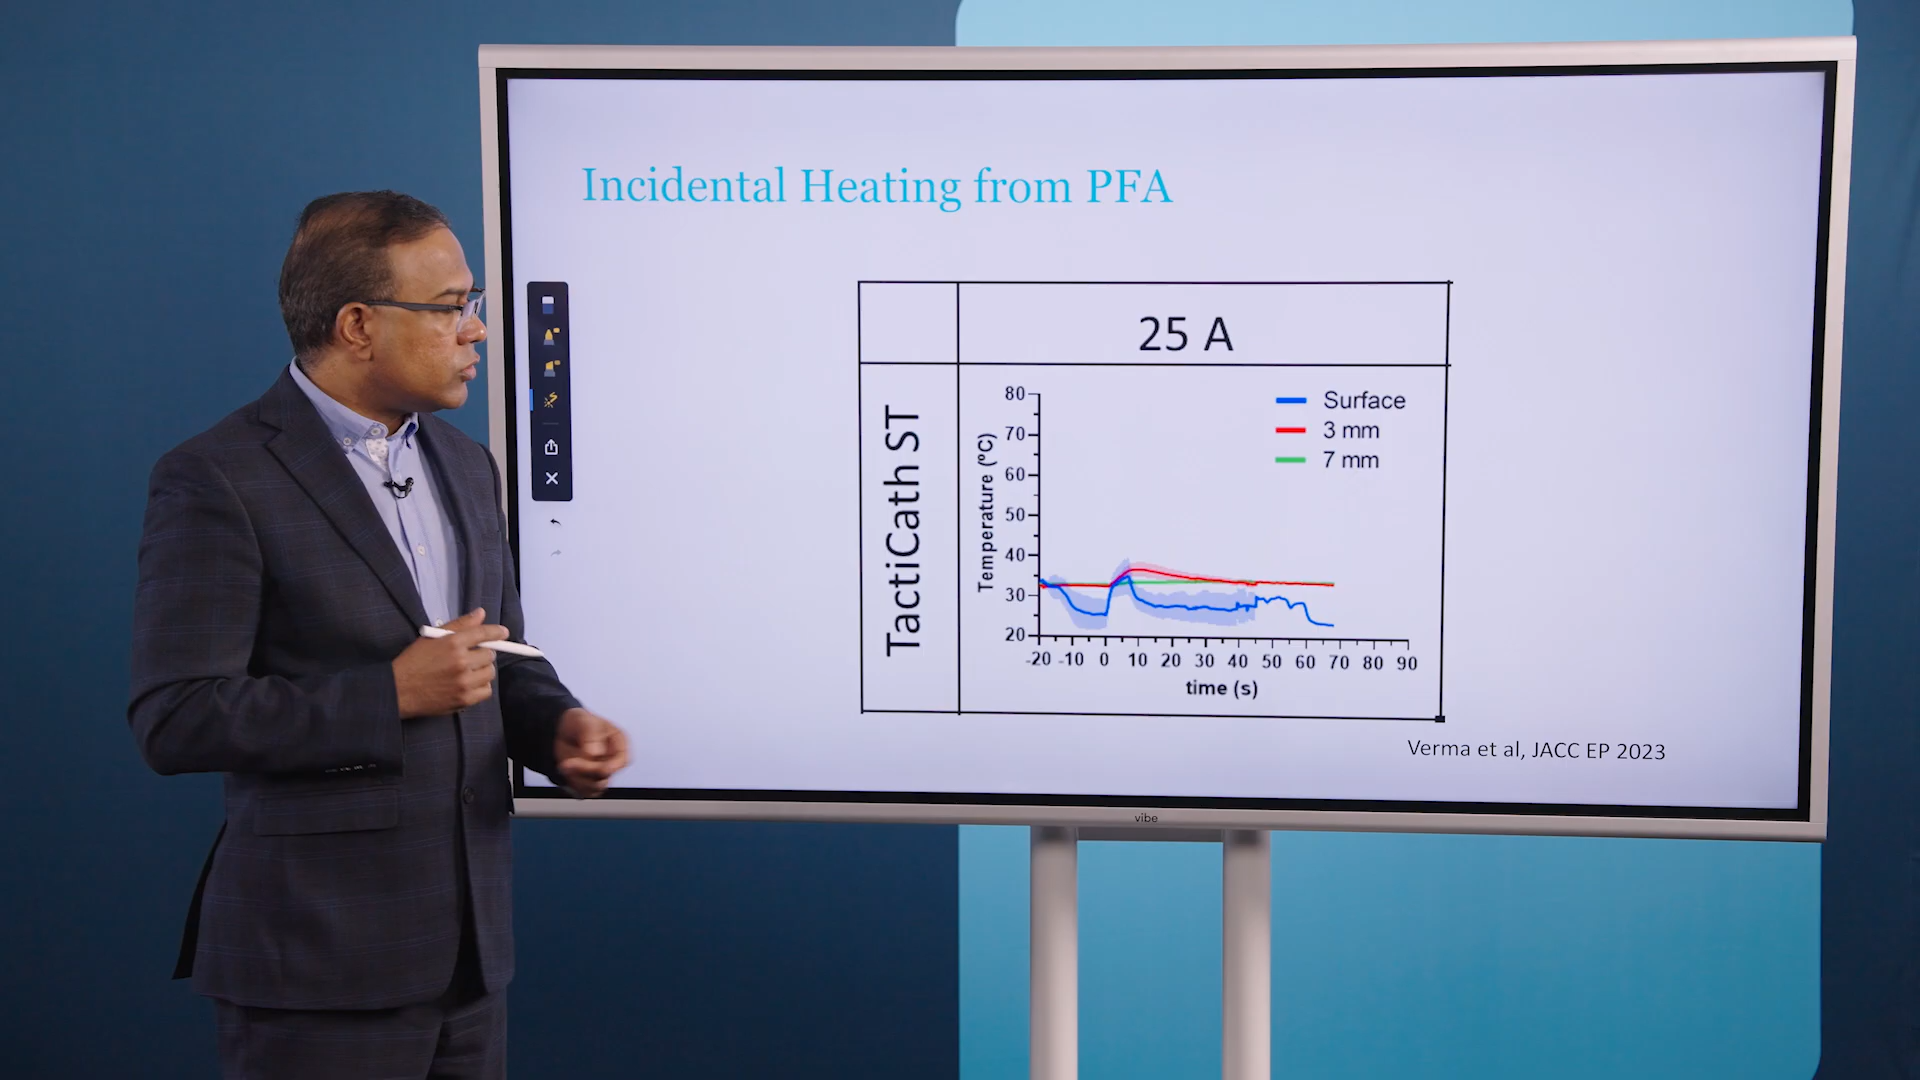 Incidental Heating from PFA
25 A
TactiCath ST
Surface
3 mm
7 mm
Temperature (ºC)
80
70
60
50
40
30
20
-20 -10 0 10 20 30 40 50 60 70 80 90
time (s)
Verma et al, JACC EP 2023
vibe